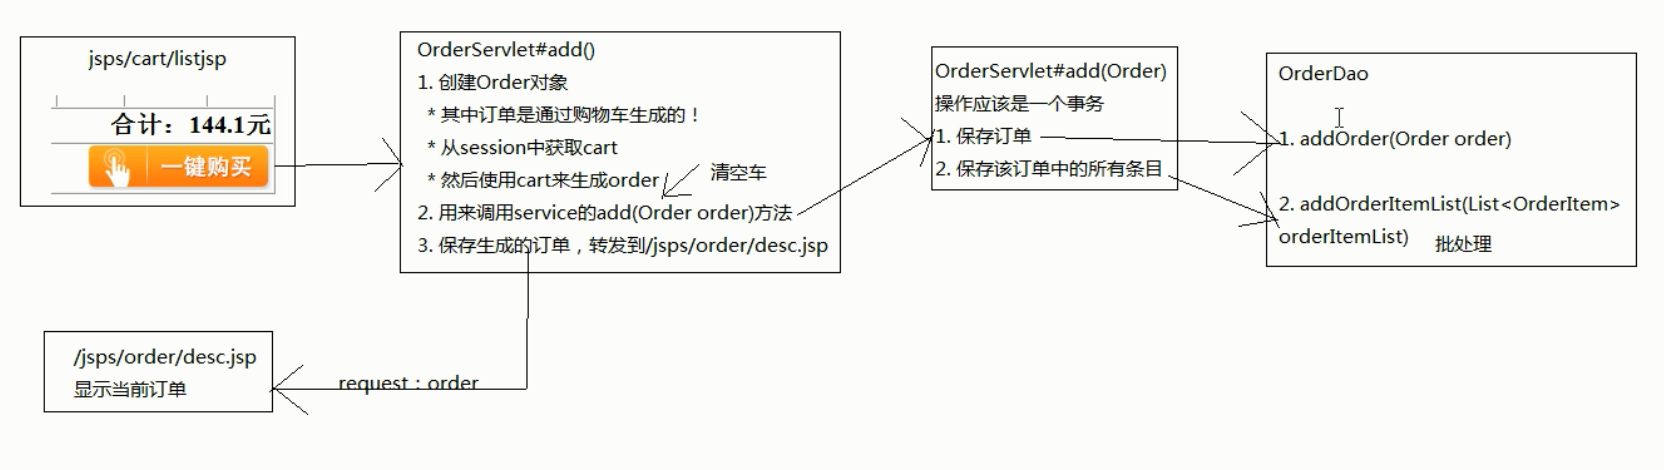 jsps/cart/listjsp
合计：144.1元
一键购买
OrderServlet#add()
1. 创建Order对象
* 其中订单是通过购物车生成的！
* 从session中获取cart
* 然后使用cart来生成order
清空车
2. 用来调用service的add(Order order)方法
3. 保存生成的订单，转发到/jsps/order/desc.jsp
OrderServlet#add(Order)
操作应该是一个事务
1. 保存订单
2. 保存该订单中的所有条目
OrderDao
1. addOrder(Order order)
2. addOrderItemList(List<OrderItem>
orderItemList)
批处理
/jsps/order/desc.jsp
显示当前订单
request：order